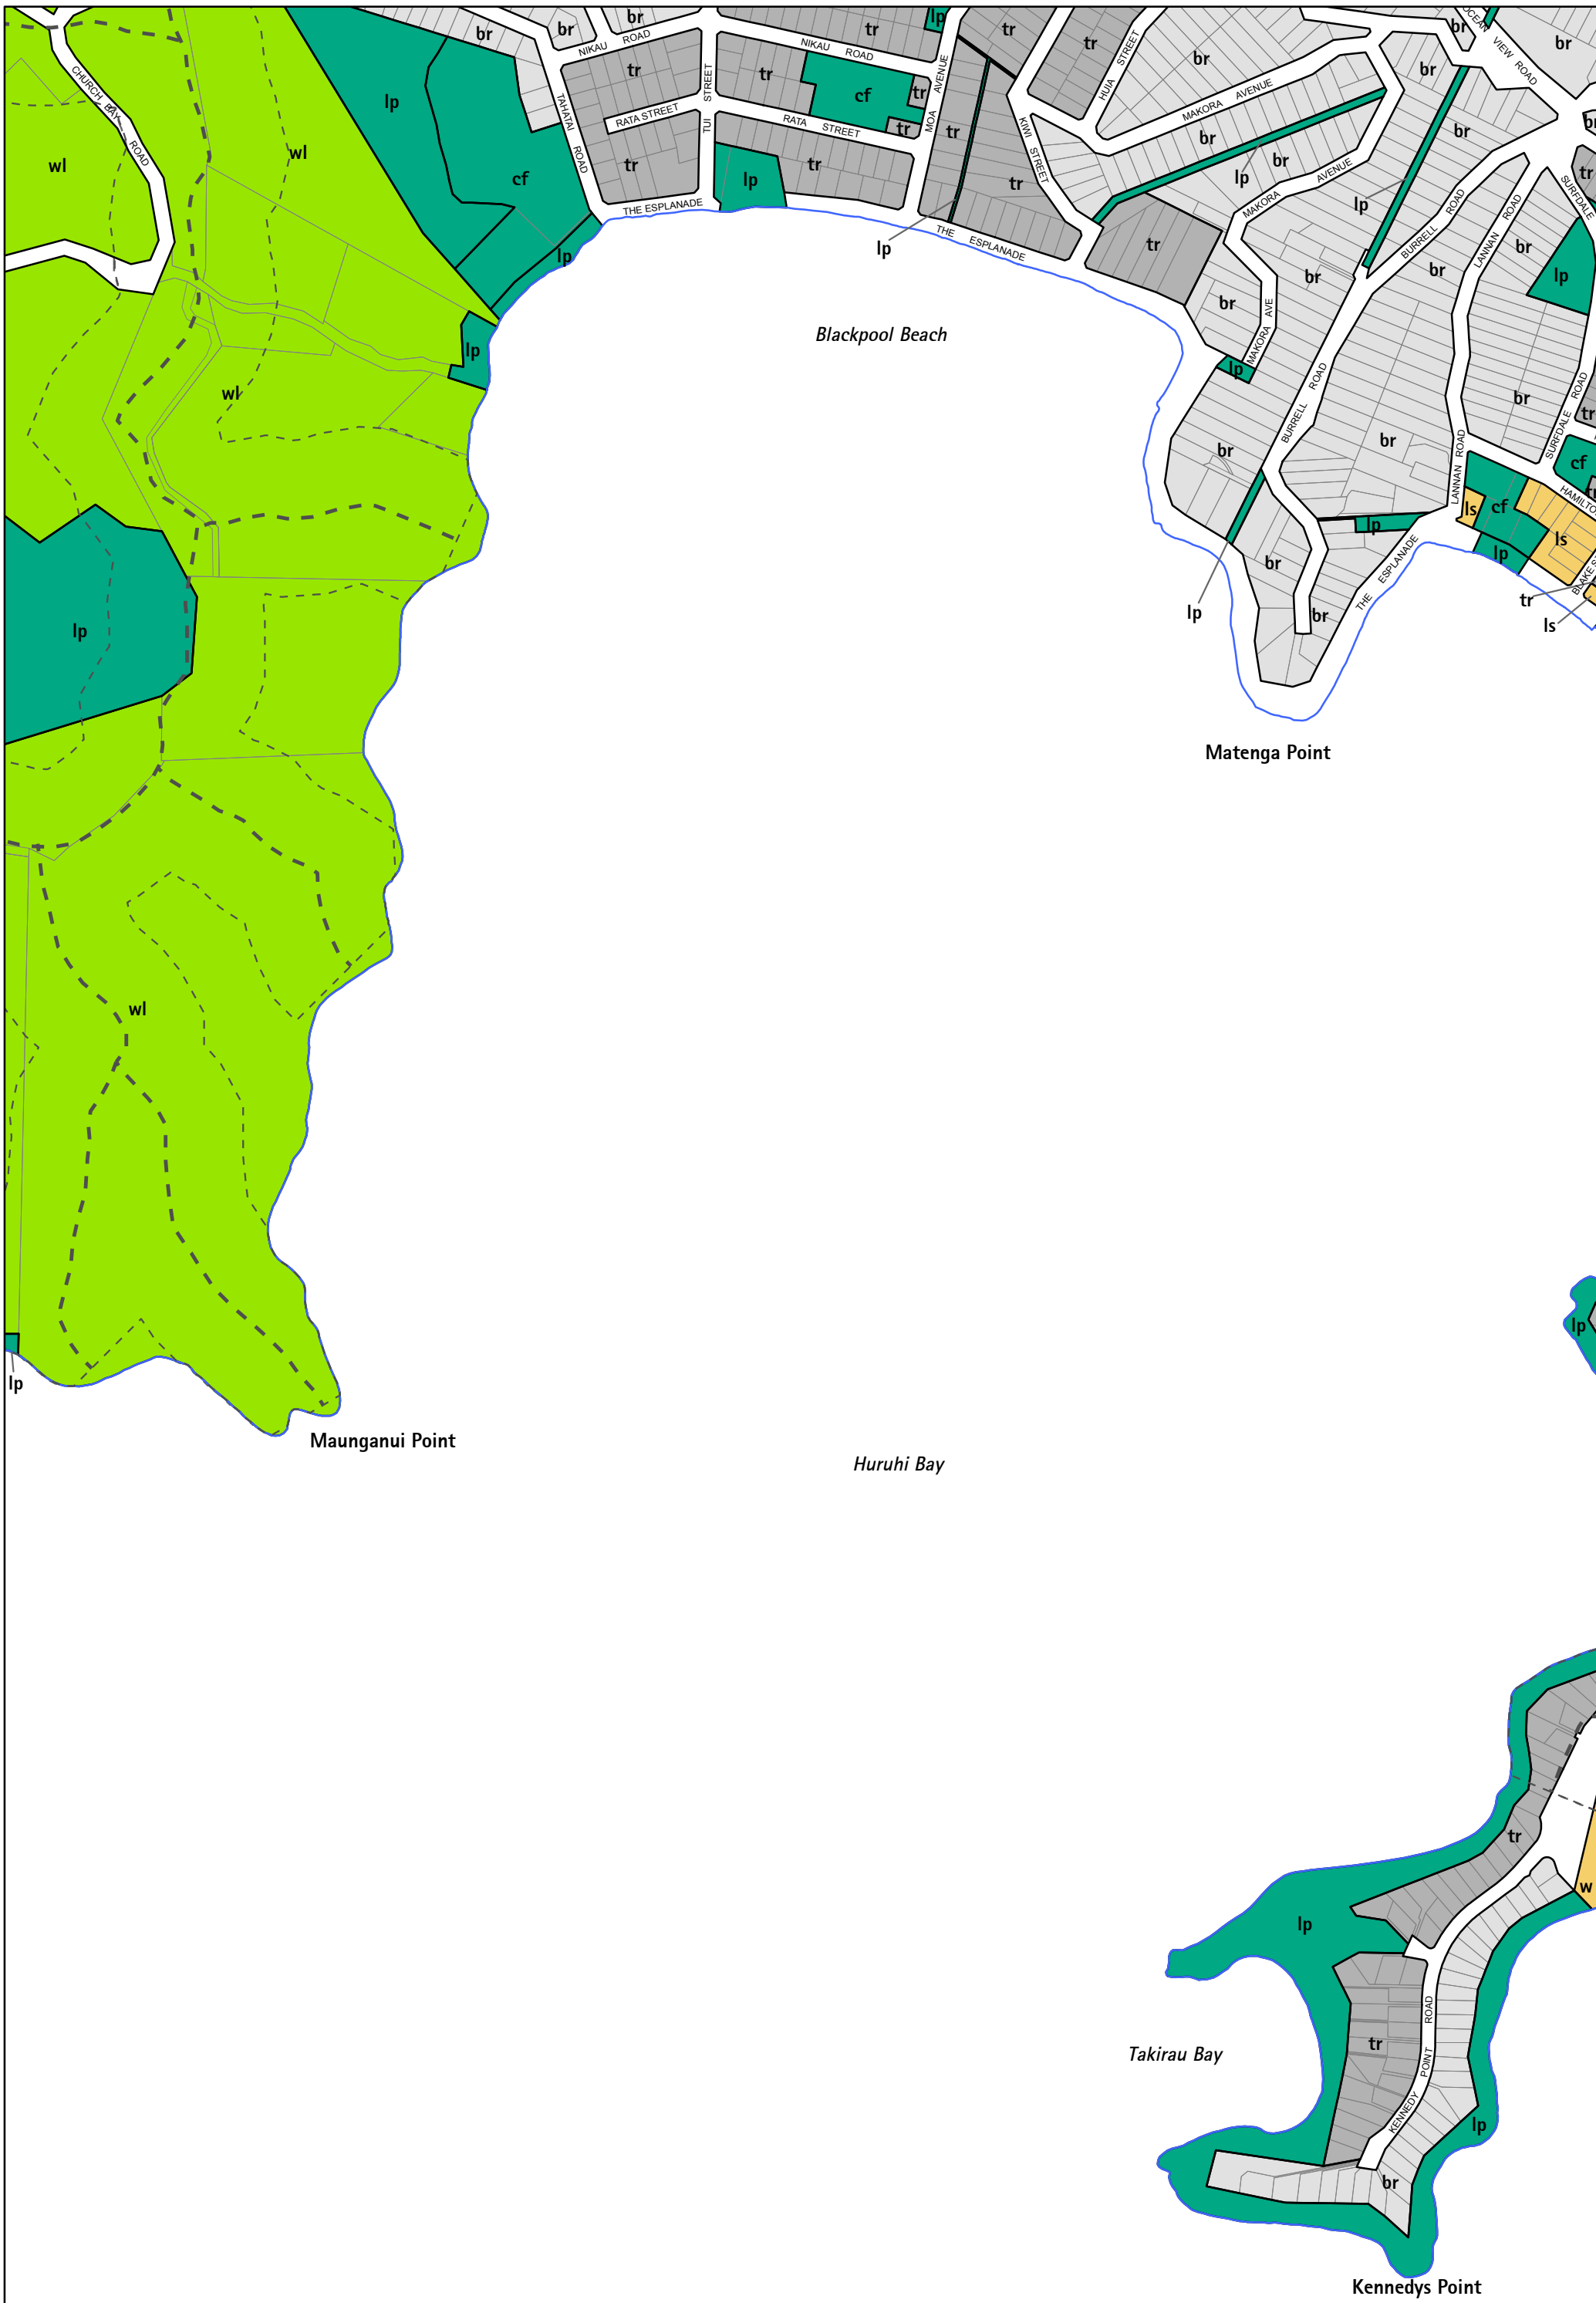 br
br
br
NIKAU ROAD
tr
lp
tr
tr
NIKAU ROAD
tr
cf
tr
tr
HUIA STREET
br
MAKORA AVENUE
br
OCEAN VIEW ROAD
br
br
br
CHURCH BAY ROAD
wl
wl
lp
cf
TAHATAI ROAD
RATA STREET
tr
TUI STREET
RATA STREET
tr
MOA AVENUE
tr
tr
KIWI STREET
br
br
lp
MAKORA AVENUE
lp
BURRELL ROAD
LANNAN ROAD
SURFDALE
tr
THE ESPLANADE
lp
tr
THE ESPLANADE
lp
tr
br
br
br
lp
lp
Blackpool Beach
br
MAKORA AVE
lp
lp
wl
BURRELL ROAD
br
br
br
SURFDALE ROAD
tr
LANNAN ROAD
cf
ls
cf
HAMILTO
ls
lp
lp
br
THE ESPLANADE
BLAKE S
tr
ls
lp
br
lp
Matenga Point
wl
lp
lp
Maunganui Point
Huruhi Bay
tr
w
lp
Takirau Bay
tr
KENNEDY POINT ROAD
lp
br
Kennedys Point